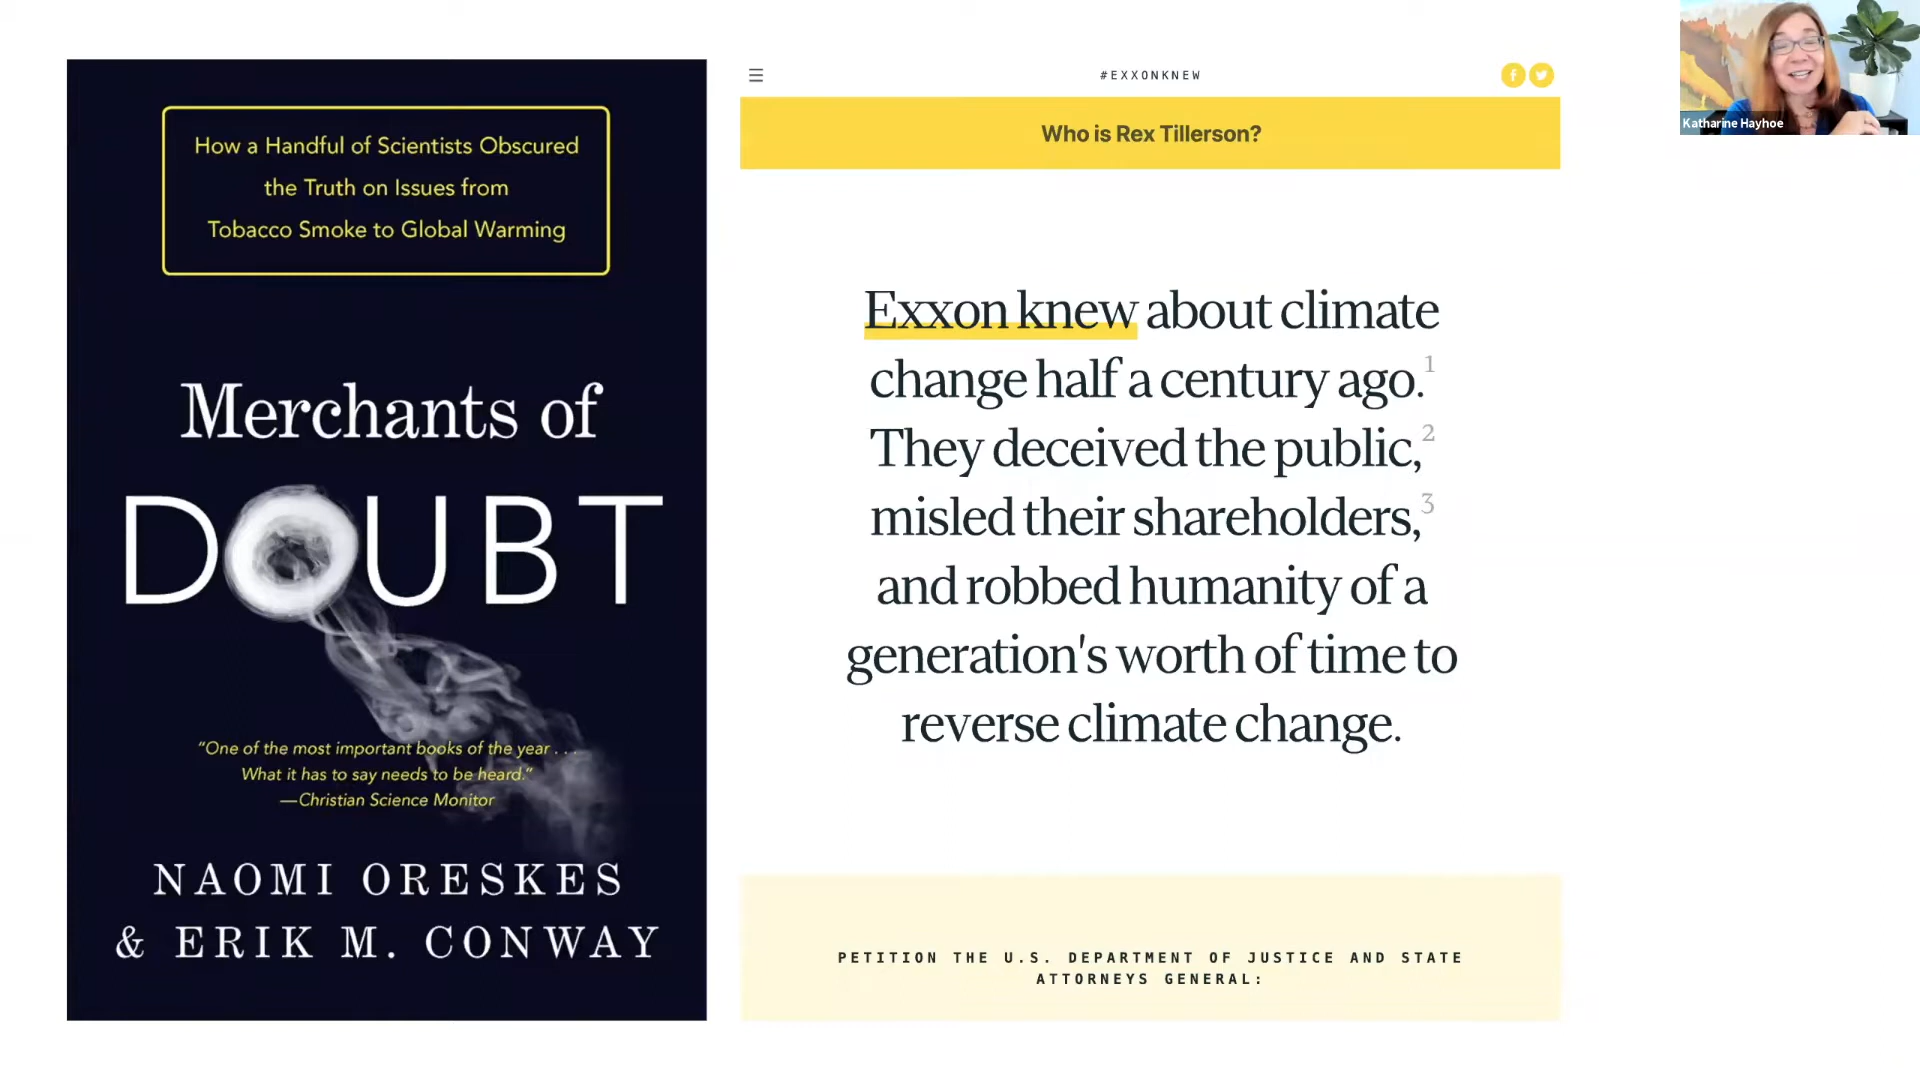 How a Handful of Scientists Obscured
the Truth on Issues from
Tobacco Smoke to Global Warming
Merchants of
DOUBT
“One of the most important books of the year . . .
What it has to say needs to be heard.”
—Christian Science Monitor
NAOMI ORESKES
& ERIK M. CONWAY
#EXXONKNEW
Who is Rex Tillerson?
Exxon knew about climate
change half a century ago.1
They deceived the public,2
misled their shareholders,3
and robbed humanity of a
generation's worth of time to
reverse climate change.
PETITION THE U.S. DEPARTMENT OF JUSTICE AND STATE
ATTORNEYS GENERAL:
Katharine Hayhoe